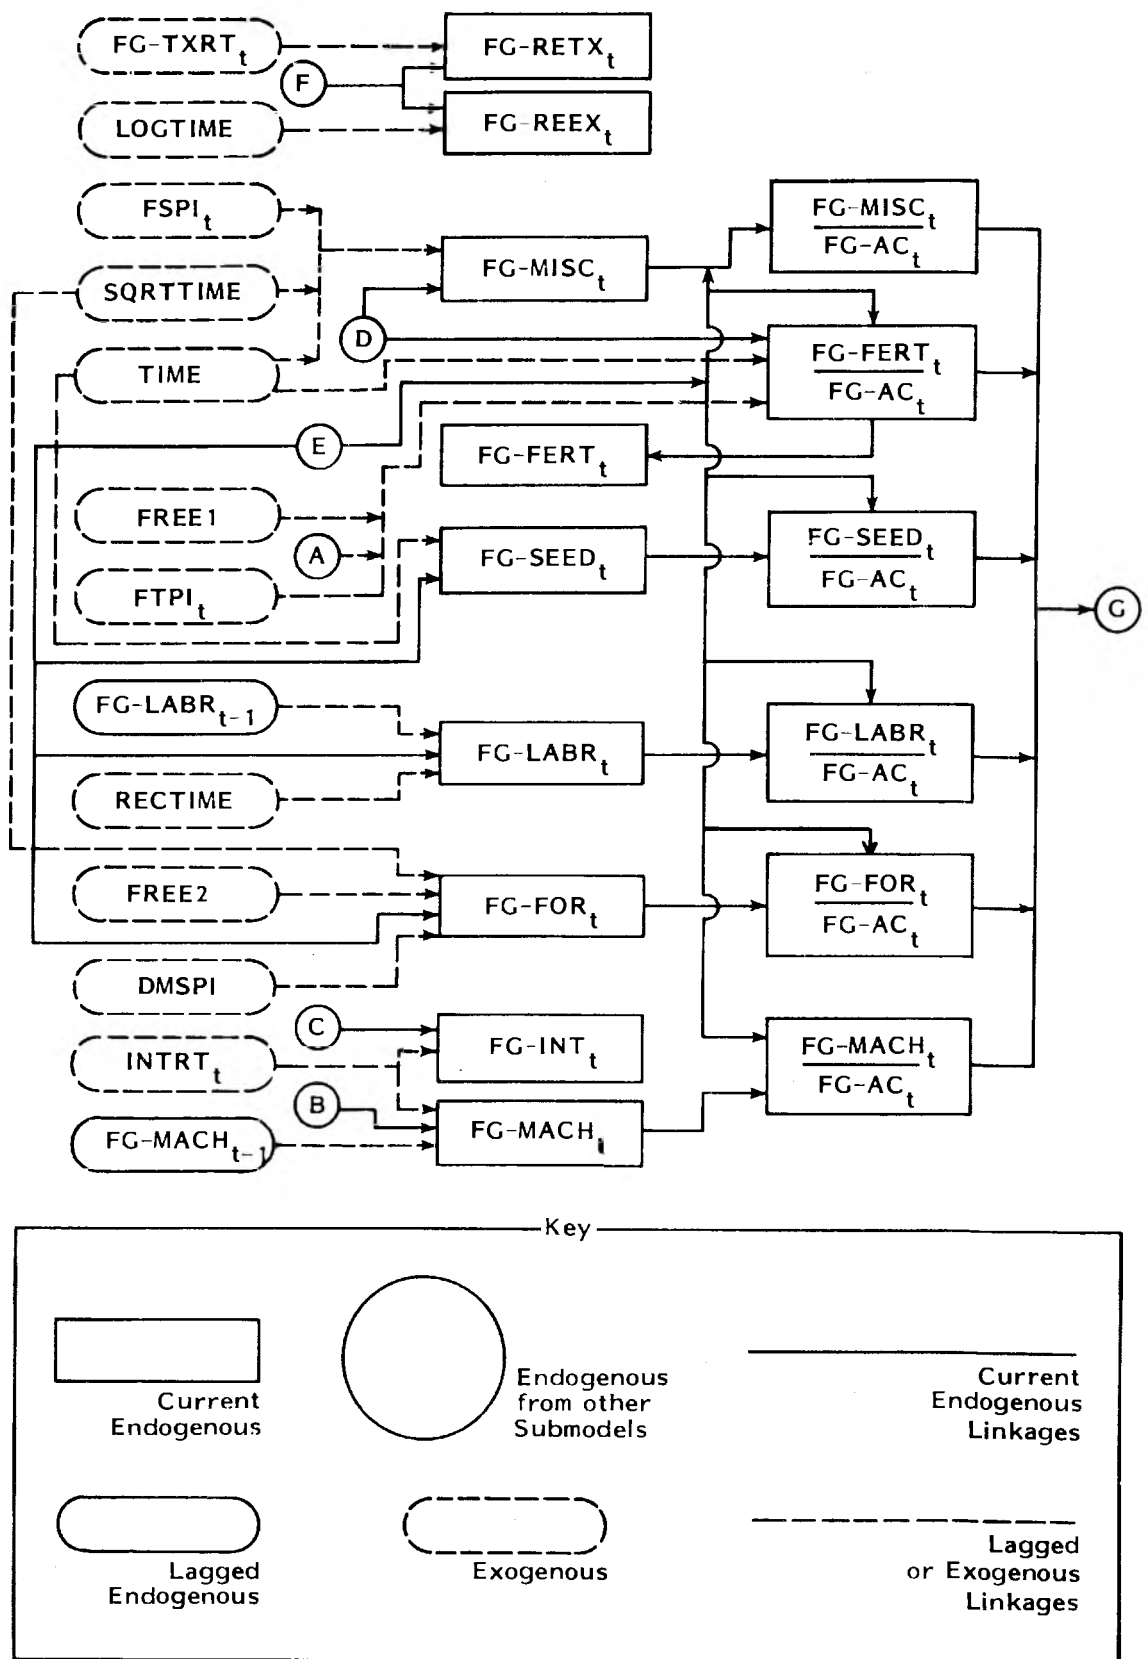 FG-TXRTt
FG-RETXt
F
LOGTIME
FG-REEXt
FSPIt
FG-MISCt
FG-ACt
FG-MISCt
SQRTTIME
D
TIME
FG-FERTt
FG-ACt
E
FG-FERTt
FREE1
A
FG-SEEDt
FG-SEEDt
FG-ACt
FTPIt
G
FG-LABRt-1
FG-LABRt
FG-LABRt
FG-ACt
RECTIME
FREE2
FG-FORt
FG-FORt
FG-ACt
DMSPI
C
FG-INTt
INTRTt
FG-MACHt
FG-ACt
B
FG-MACHt-1
FG-MACHi
Key
Current
Endogenous
Endogenous
from other
Submodels
Current
Endogenous
Linkages
Lagged
Endogenous
Exogenous
Lagged
or Exogenous
Linkages